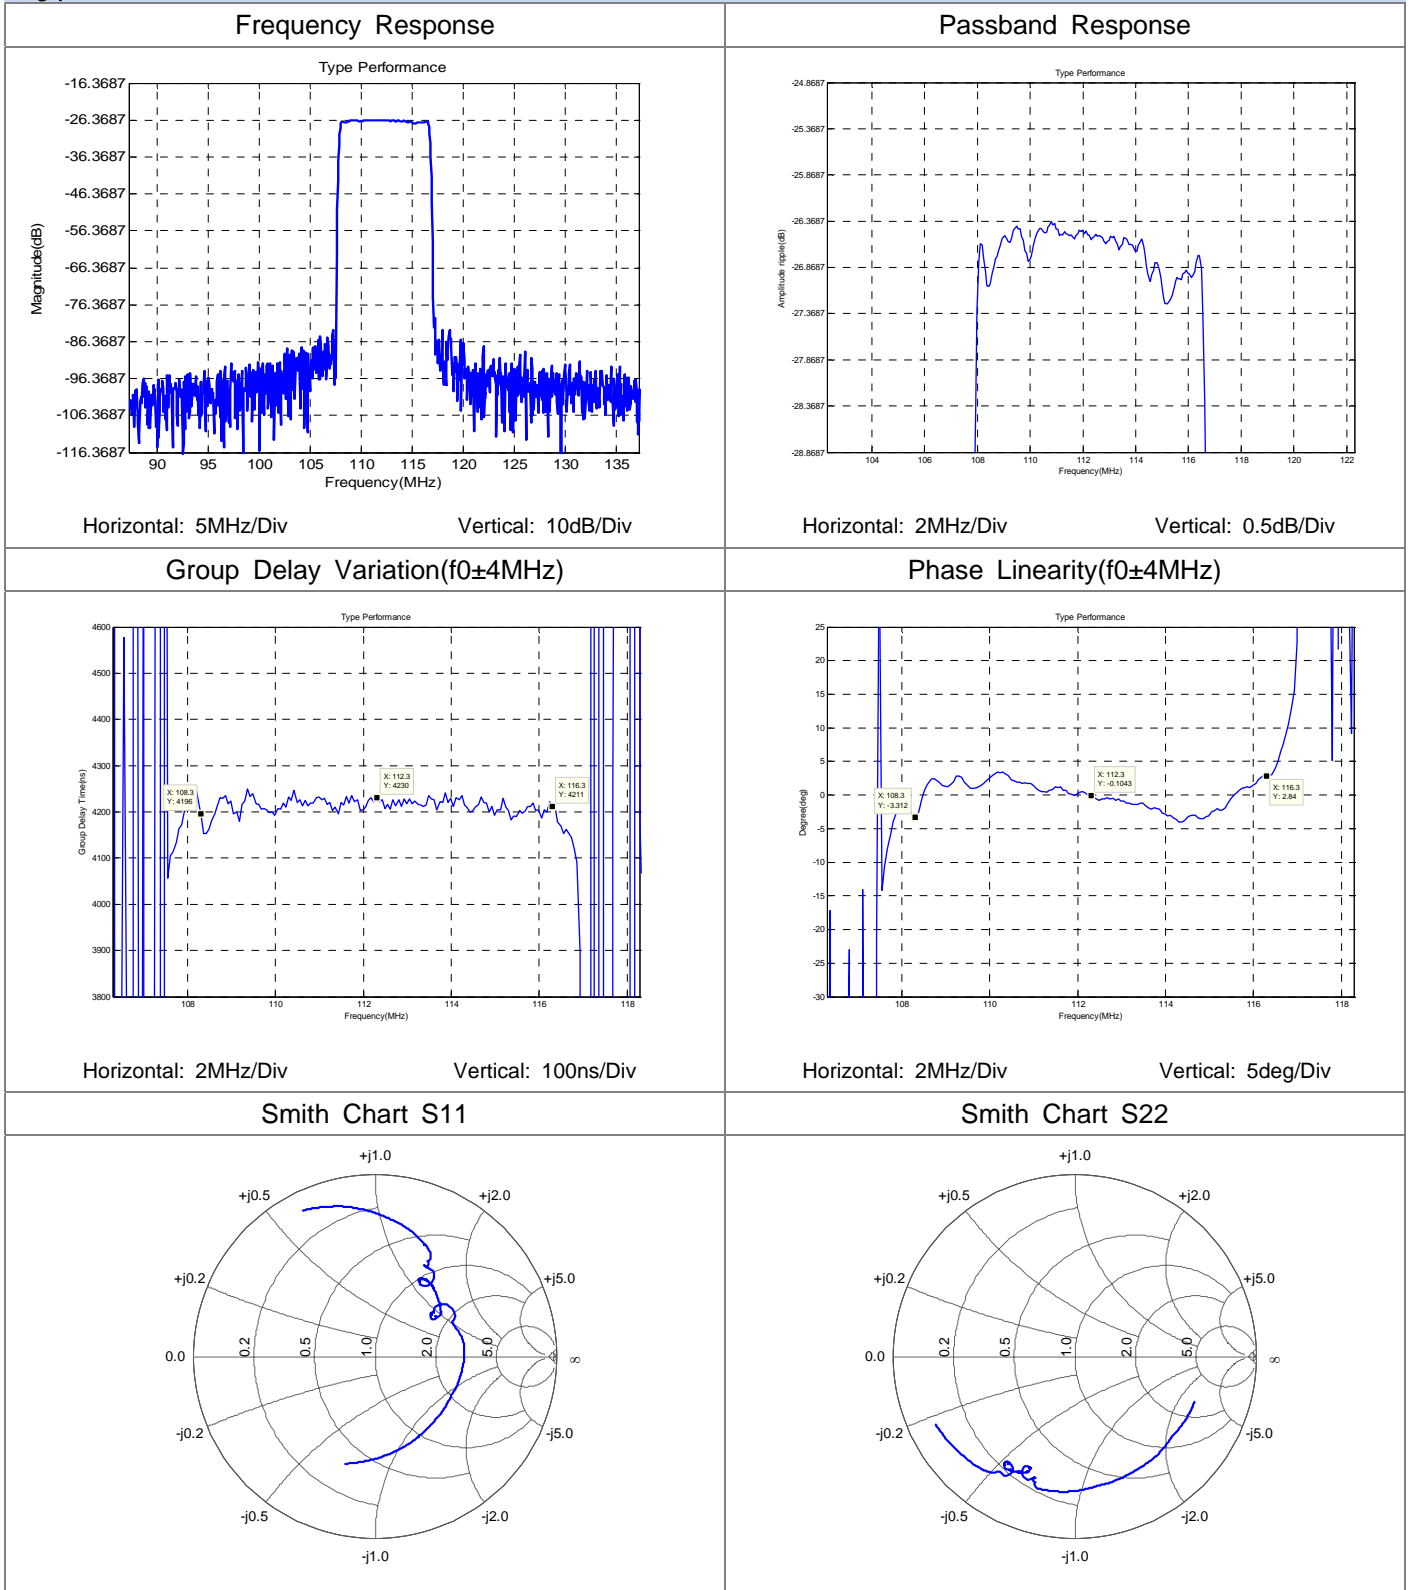 Frequency Response
Passband Response
Type Performance
-16.3687
-26.3687
-36.3687
-46.3687
-56.3687
-66.3687
-76.3687
-86.3687
-96.3687
-106.3687
-116.3687
Magnitude(dB)
90 95 100 105 110 115 120 125 130 135
Frequency(MHz)
Horizontal: 5MHz/Div Vertical: 10dB/Div
Type Performance
-24.8687
-25.3687
-25.8687
-26.3687
-26.8687
-27.3687
-27.8687
-28.3687
-28.8687
Amplitude ripple(dB)
104 106 108 110 112 114 116 118 120 122
Frequency(MHz)
Horizontal: 2MHz/Div Vertical: 0.5dB/Div
Group Delay Variation(f0±4MHz)
Phase Linearity(f0±4MHz)
Type Performance
4600
4500
4400
4300
4200
4100
4000
3900
3800
Group Delay Time(ns)
X: 108.3
Y: 4196
X: 112.3
Y: 4230
X: 116.3
Y: 4211
108 110 112 114 116 118
Frequency(MHz)
Horizontal: 2MHz/Div Vertical: 100ns/Div
Type Performance
25
20
15
10
5
0
-5
-10
-15
-20
-25
-30
Degree(deg)
X: 108.3
Y: -3.312
X: 112.3
Y: -0.1043
X: 116.3
Y: 2.84
108 110 112 114 116 118
Frequency(MHz)
Horizontal: 2MHz/Div Vertical: 5deg/Div
Smith Chart S11
Smith Chart S22
+j1.0
+j0.5 +j2.0
+j0.2 +j5.0
0.0 0.2 0.5 1.0 2.0 5.0 ∞
-j0.2 -j5.0
-j0.5 -j2.0
-j1.0
+j1.0
+j0.5 +j2.0
+j0.2 +j5.0
0.0 0.2 0.5 1.0 2.0 5.0 ∞
-j0.2 -j5.0
-j0.5 -j2.0
-j1.0